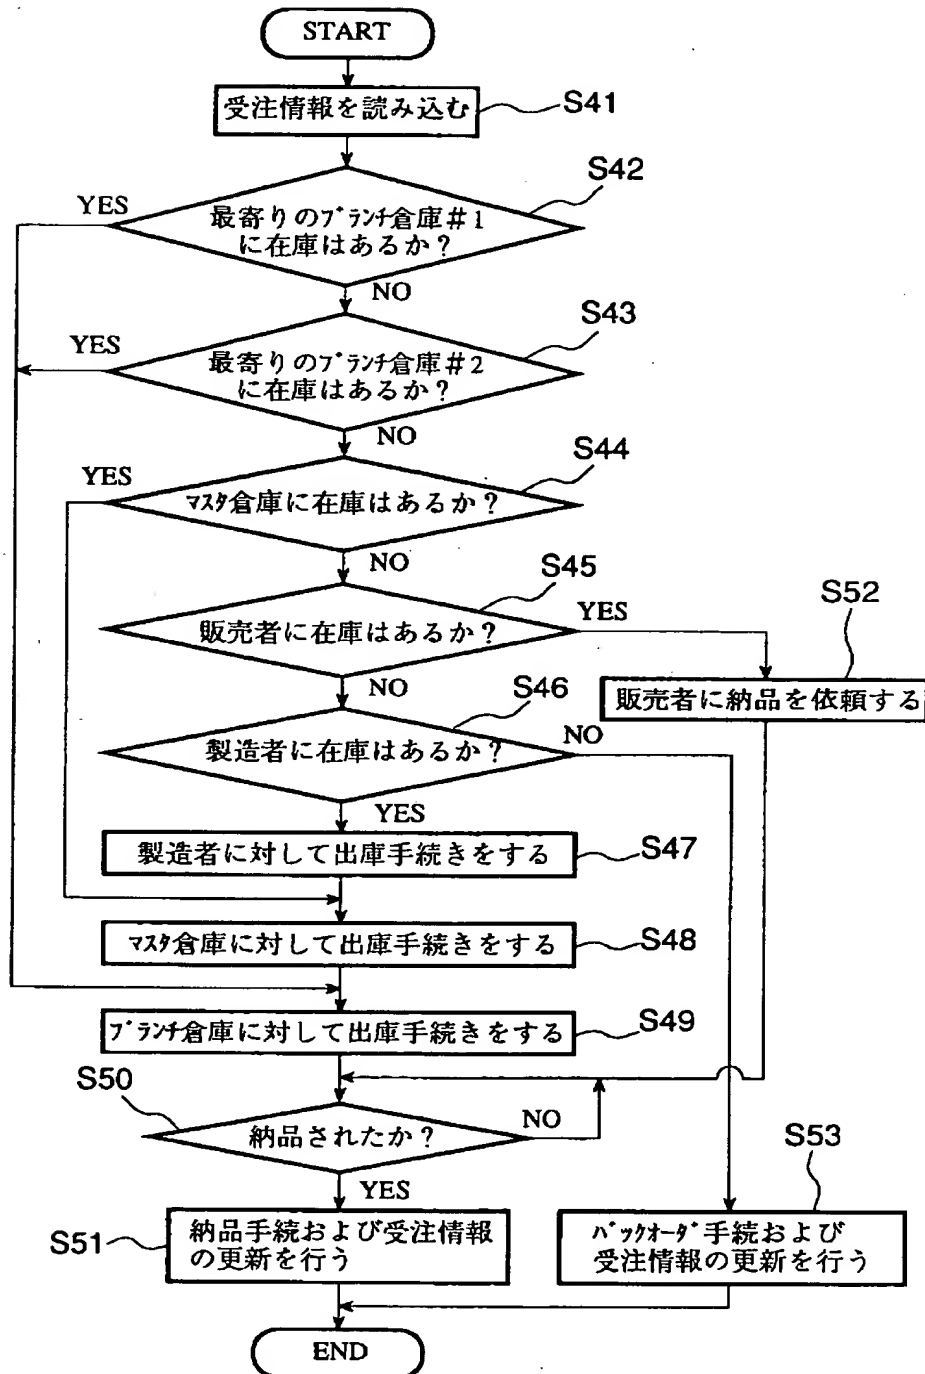 START
受注情報を読み込む
S41
S42
YES
最寄りのﾌﾞﾗﾝﾁ倉庫＃1
に在庫はあるか？
NO
S43
YES
最寄りのﾌﾞﾗﾝﾁ倉庫＃2
に在庫はあるか？
NO
S44
YES
ﾏｽﾀ倉庫に在庫はあるか？
NO
S45
販売者に在庫はあるか？
YES
S52
販売者に納品を依頼する
NO
S46
製造者に在庫はあるか？
NO
YES
製造者に対して出庫手続きをする
S47
ﾏｽﾀ倉庫に対して出庫手続きをする
S48
ﾌﾞﾗﾝﾁ倉庫に対して出庫手続きをする
S49
S50
納品されたか？
NO
YES
S53
S51
納品手続および受注情報
の更新を行う
ﾊﾞｯｸｵｰﾀﾞ手続および
受注情報の更新を行う
END